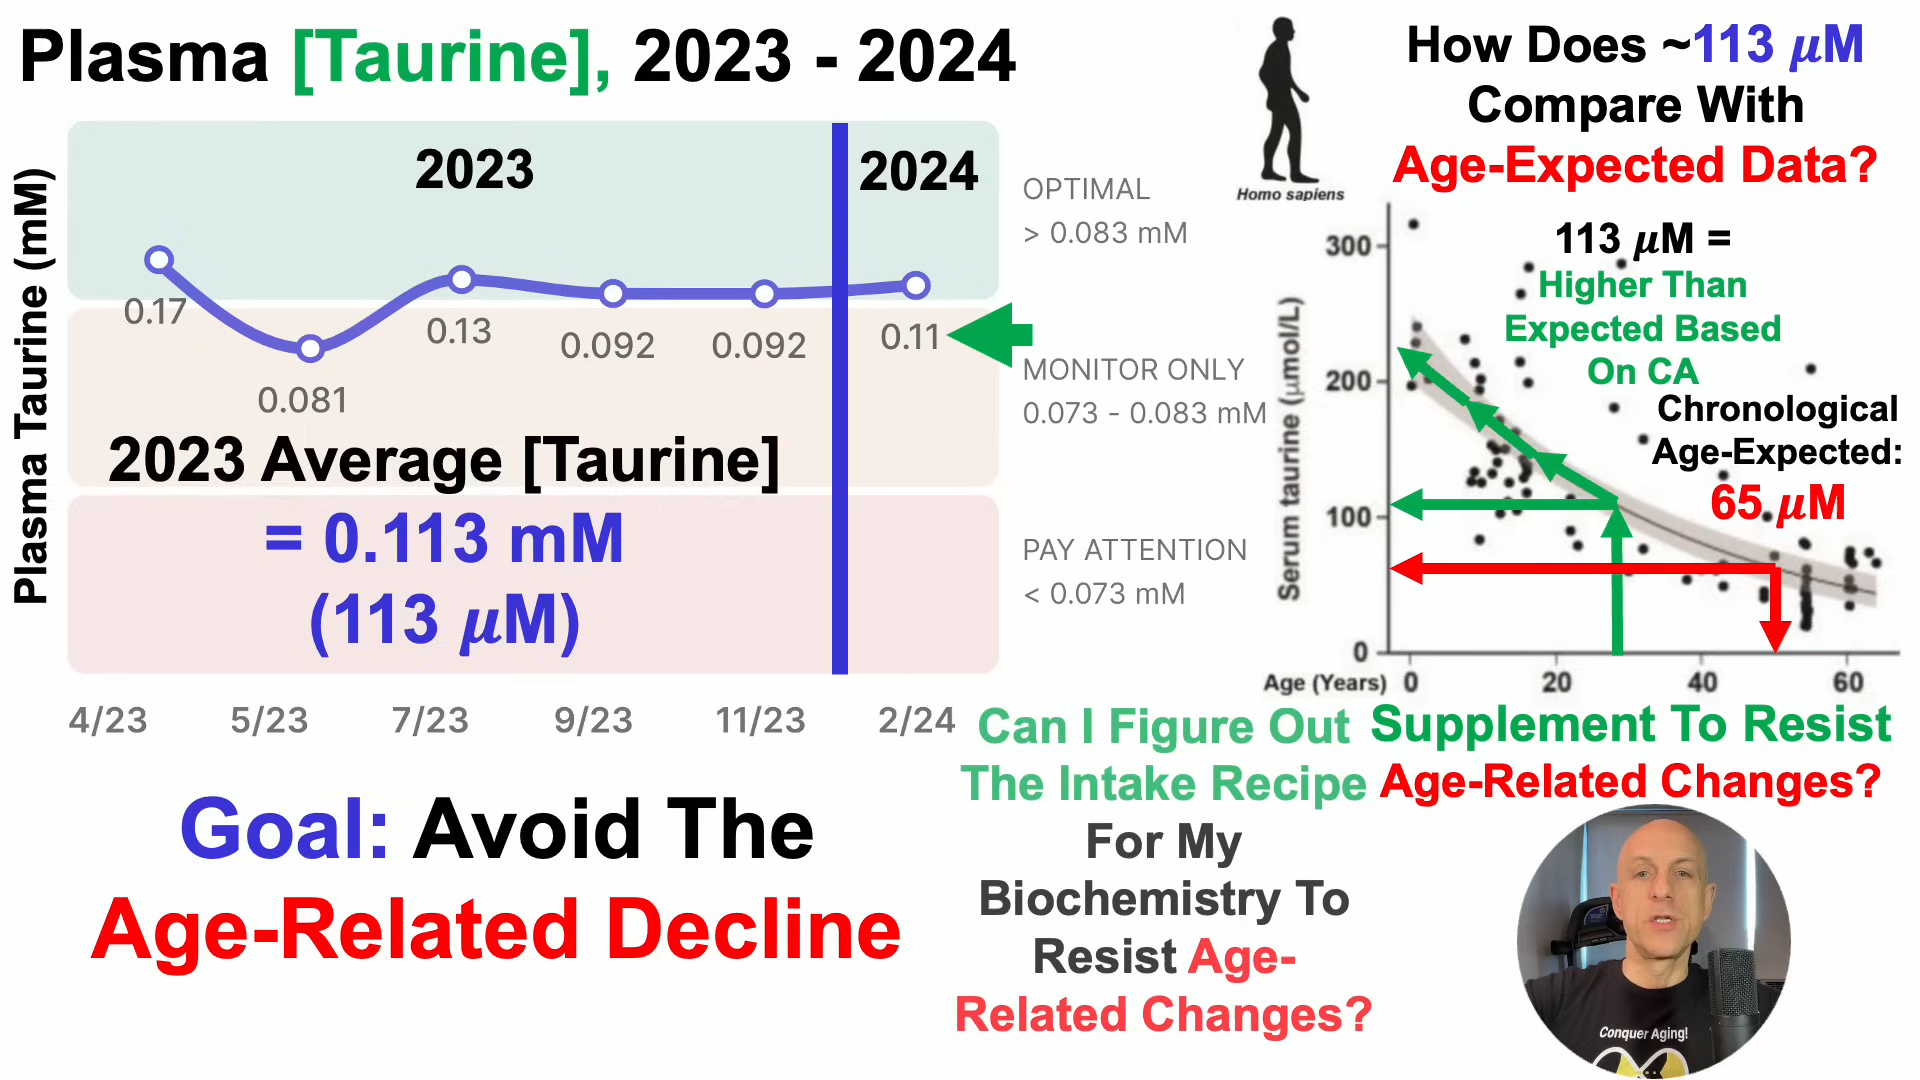 Plasma [Taurine], 2023 - 2024
Plasma Taurine (mM)
2023
2024
0.17
0.081
0.13
0.092
0.092
0.11
OPTIMAL
> 0.083 mM
MONITOR ONLY
0.073 - 0.083 mM
PAY ATTENTION
< 0.073 mM
2023 Average [Taurine]
= 0.113 mM
(113 μM)
4/23 5/23 7/23 9/23 11/23 2/24
Goal: Avoid The
Age-Related Decline
Homo sapiens
How Does ~113 μM
Compare With
Age-Expected Data?
113 μM =
Higher Than
Expected Based
On CA
Chronological
Age-Expected:
65 μM
Serum taurine (μmol/L)
300
200
100
0
Age (Years) 0 20 40 60
Can I Figure Out
The Intake Recipe
For My
Biochemistry To
Resist Age-
Related Changes?
Supplement To Resist
Age-Related Changes?
Conquer Aging!